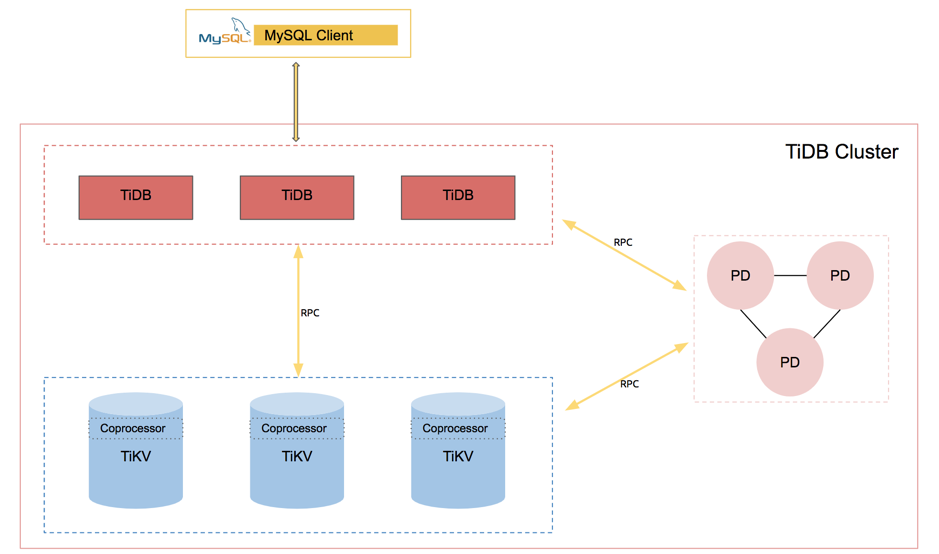 MySQL. MySQL Client
TiDB Cluster
TiDB TiDB TiDB
RPC
PD PD
RPC
PD
RPC
Coprocessor Coprocessor Coprocessor
TiKV TiKV TiKV